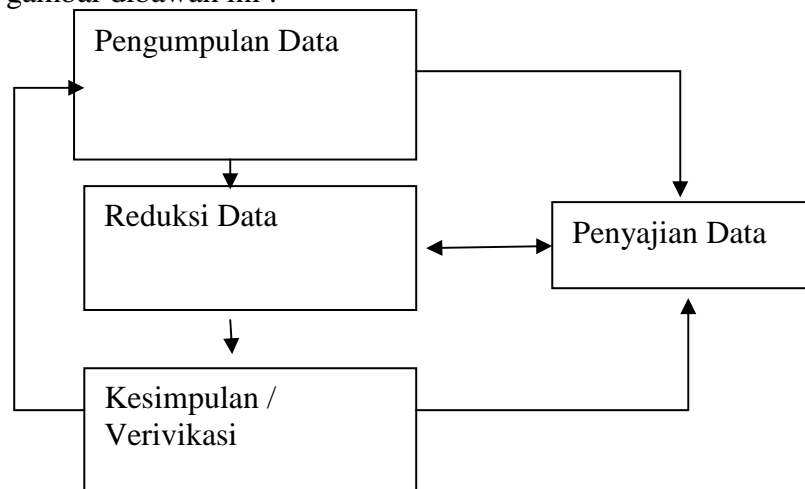 gambar dibawah ini :
Pengumpulan Data
Reduksi Data
Penyajian Data
Kesimpulan /
Verivikasi